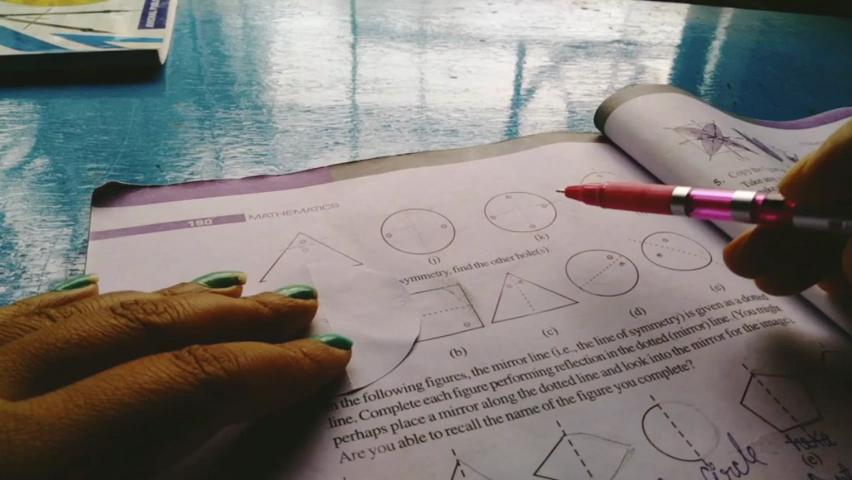 190 MATHEMATICS
5.
(j)
(k)
symmetry, find the other hole(s)
(b)
(c)
(d)
(e)
In the following figures, the mirror line (i.e., the line of symmetry) is given as a dotted
line. Complete each figure performing reflection in the dotted (mirror) line. (You might
perhaps place a mirror along the dotted line and look into the mirror for the image).
Are you able to recall the name of the figure you complete?
circle
(e)